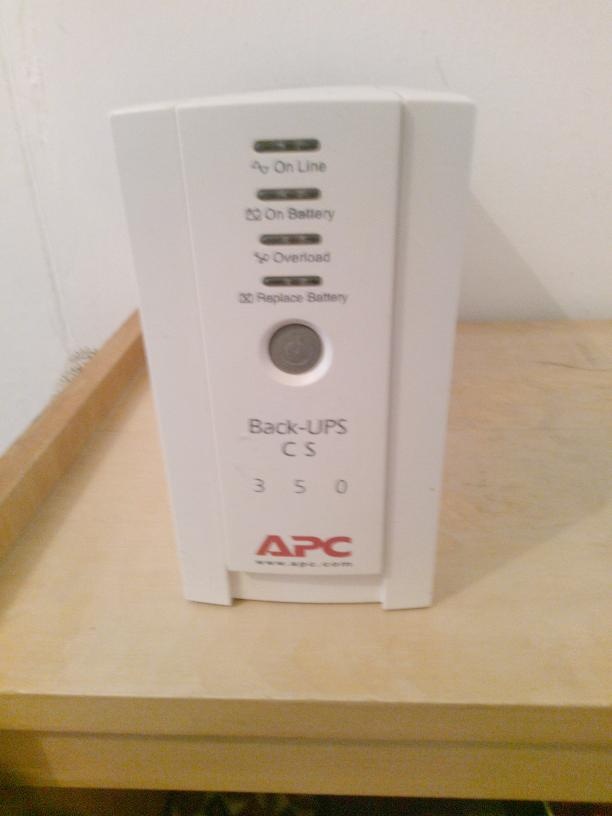 On Line
On Battery
Overload
Replace Battery
Back-UPS
CS
350
APC
www.apc.com